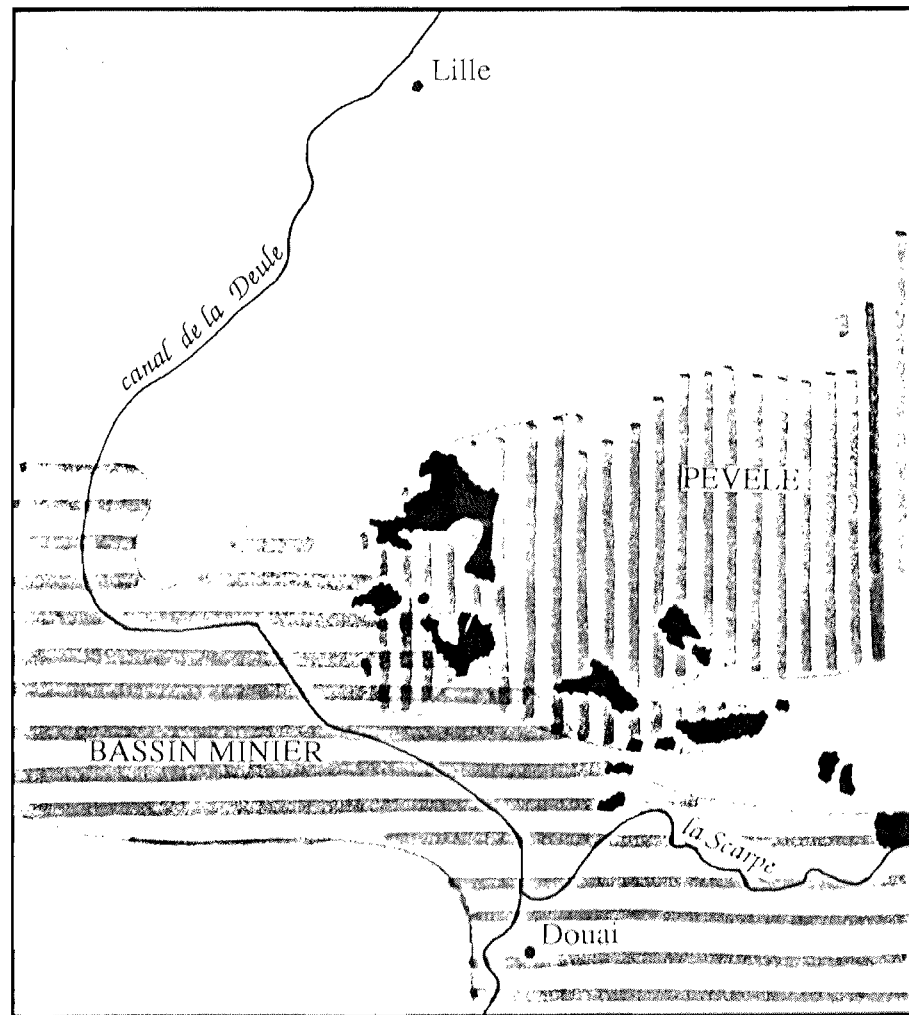 Lille
canal de la Deule
PEVELE
BASSIN MINIER
la Scarpe
Douai